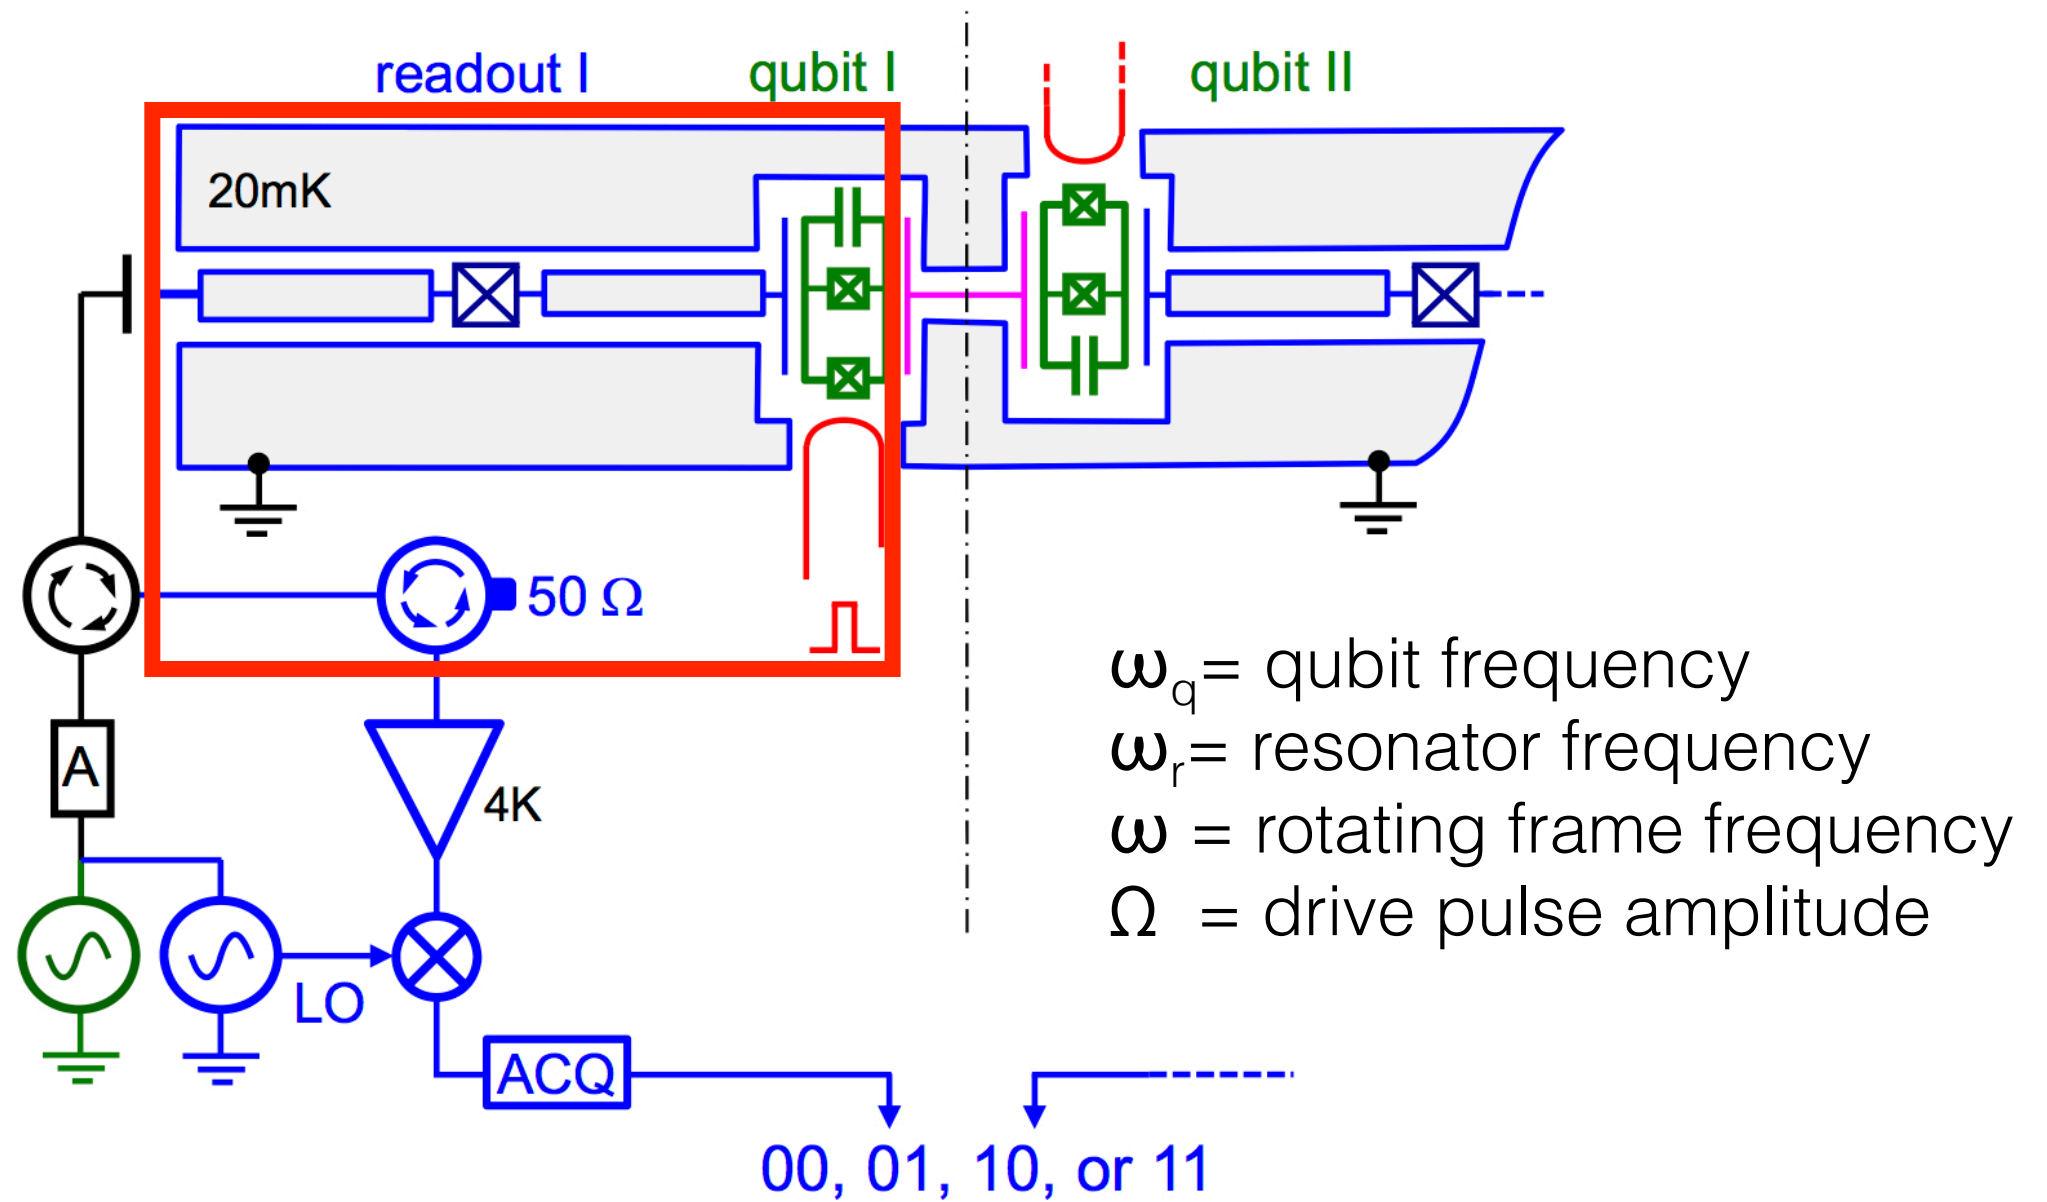 readout I
qubit I
qubit II
20mK
50 Ω
ω_q= qubit frequency
ω_r= resonator frequency
ω = rotating frame frequency
Ω = drive pulse amplitude
A
4K
LO
ACQ
00, 01, 10, or 11